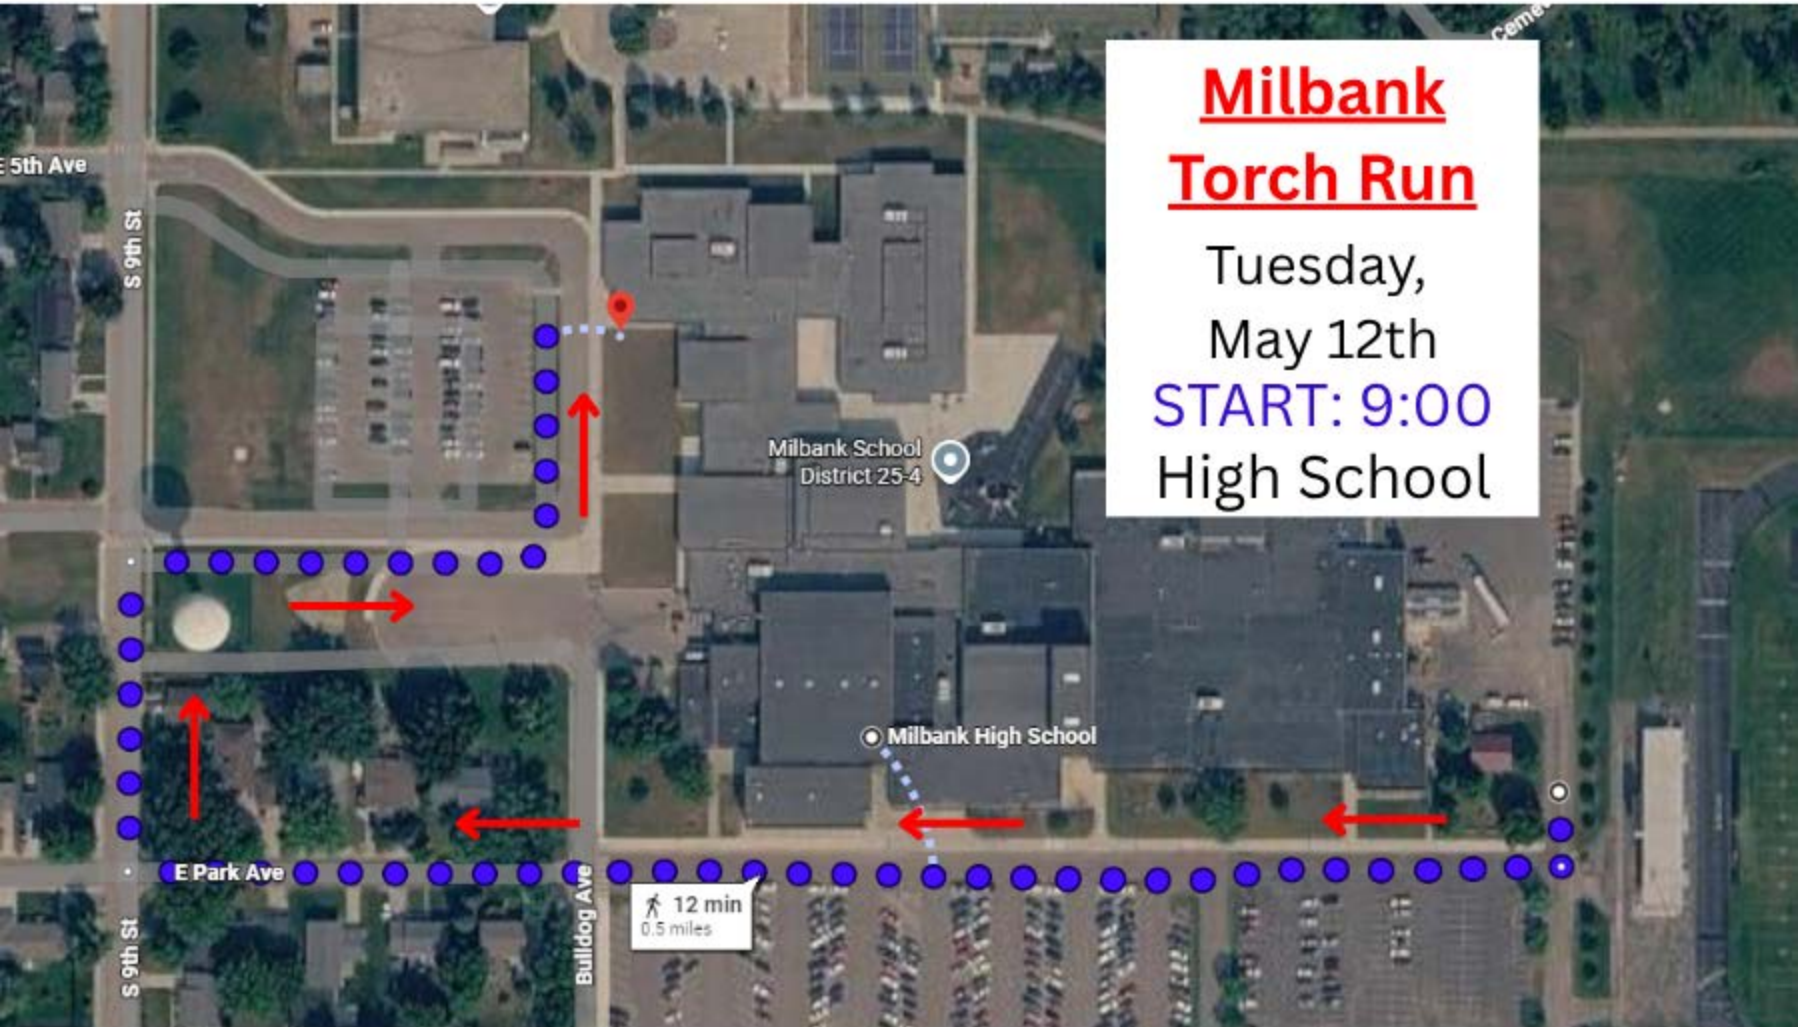 Ceme
Milbank
Torch Run
Tuesday,
May 12th
START: 9:00
High School
E 5th Ave
S 9th St
Milbank School
District 25-4
Milbank High School
E Park Ave
12 min
0.5 miles
Bulldog Ave
S 9th St